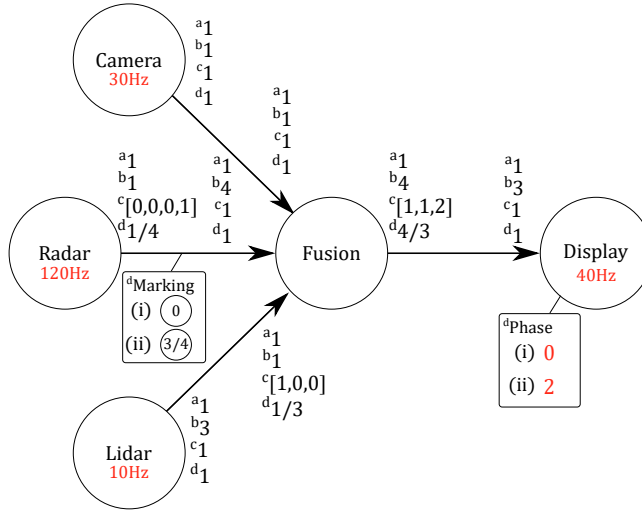 Camera
30Hz
ᵃ1
ᵇ1
ᶜ1
ᵈ1
ᵃ1
ᵇ1
ᶜ1
ᵈ1
Radar
120Hz
ᵃ1
ᵇ1
ᶜ[0,0,0,1]
ᵈ1/4
ᵃ1
ᵇ4
ᶜ1
ᵈ1
ᵈMarking
(i) 0
(ii) 3/4
Fusion
ᵃ1
ᵇ4
ᶜ[1,1,2]
ᵈ4/3
ᵃ1
ᵇ3
ᶜ1
ᵈ1
Display
40Hz
ᵈPhase
(i) 0
(ii) 2
ᵃ1
ᵇ1
ᶜ[1,0,0]
ᵈ1/3
Lidar
10Hz
ᵃ1
ᵇ3
ᶜ1
ᵈ1